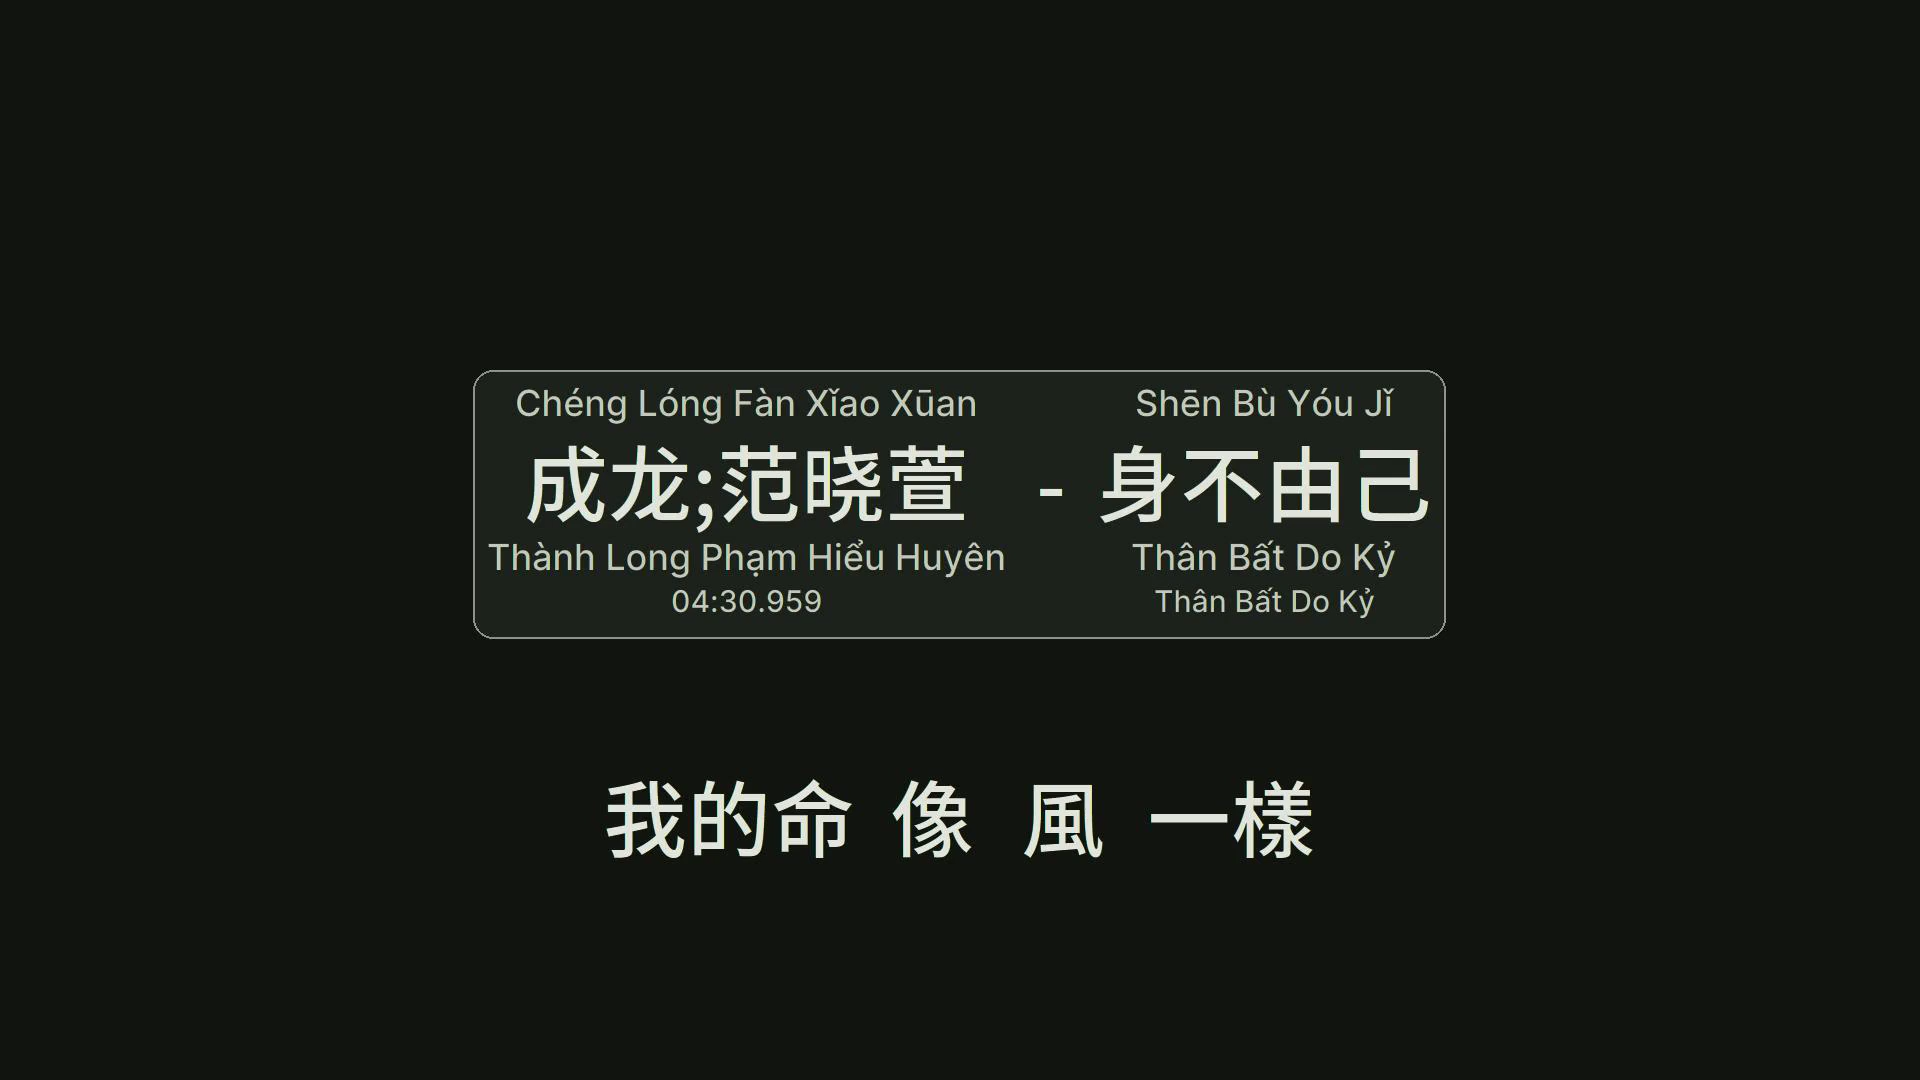 Chéng Lóng Fàn Xǐao Xūan Shēn Bù Yóu Jǐ
成龙;范晓萱 - 身不由己
Thành Long Phạm Hiểu Huyên Thân Bất Do Kỷ
04:30.959 Thân Bất Do Kỷ
我的命 像 風 一樣